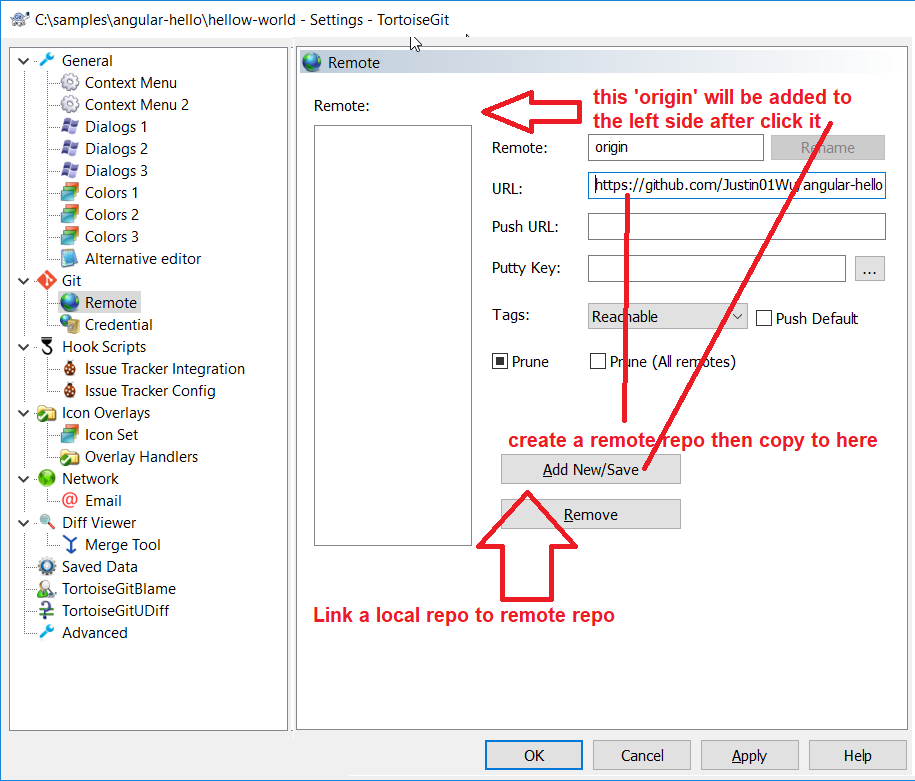 C:\samples\angular-hello\hellow-world - Settings - TortoiseGit
General
Context Menu
Context Menu 2
Dialogs 1
Dialogs 2
Dialogs 3
Colors 1
Colors 2
Colors 3
Alternative editor
Git
Remote
Credential
Hook Scripts
Issue Tracker Integration
Issue Tracker Config
Icon Overlays
Icon Set
Overlay Handlers
Network
Email
Diff Viewer
Merge Tool
Saved Data
TortoiseGitBlame
TortoiseGitUDiff
Advanced
Remote
Remote:
this 'origin' will be added to
the left side after click it
Remote: origin Rename
URL: https://github.com/Justin01Wu/angular-hello
Push URL:
Putty Key: ...
Tags: Reachable Push Default
Prune Prune (All remotes)
create a remote repo then copy to here
Add New/Save
Remove
Link a local repo to remote repo
OK Cancel Apply Help